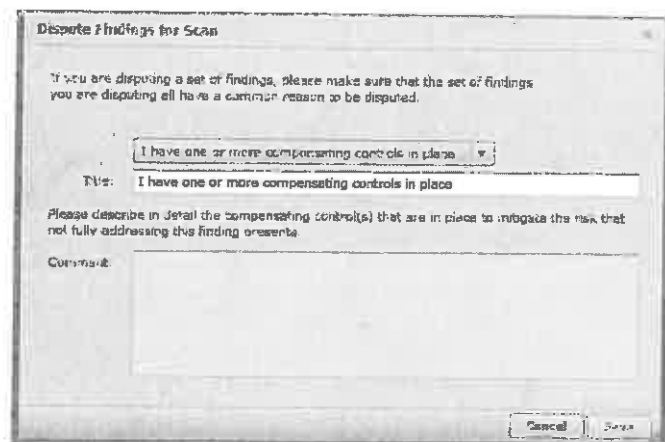 Dispute Findings for Scan
If you are disputing a set of findings, please make sure that the set of findings
you are disputing all have a common reason to be disputed.
I have one or more compensating controls in place
Title: I have one or more compensating controls in place
Please describe in detail the compensating control(s) that are in place to mitigate the risk that
not fully addressing this finding presents.
Comment:
Cancel Save